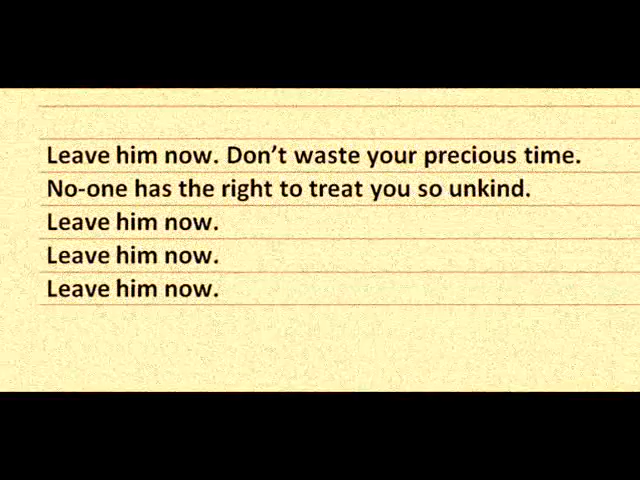 Leave him now. Don’t waste your precious time.
No-one has the right to treat you so unkind.
Leave him now.
Leave him now.
Leave him now.